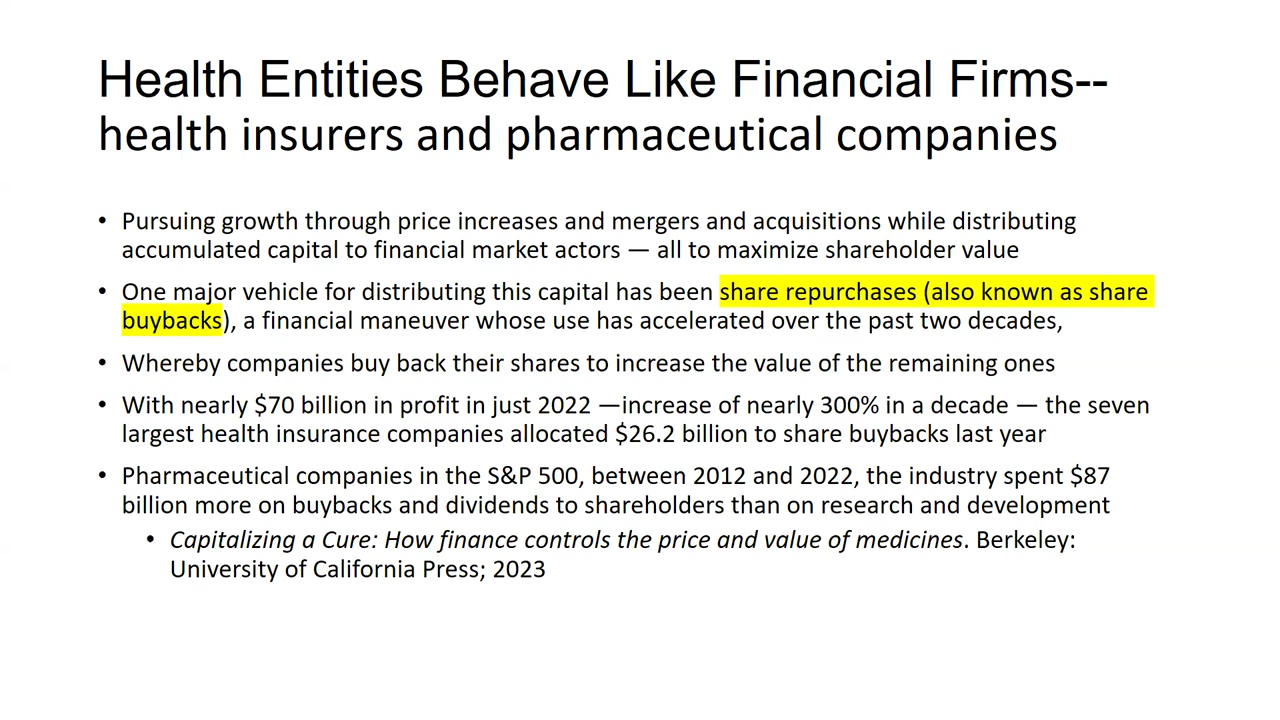 Health Entities Behave Like Financial Firms--
health insurers and pharmaceutical companies
• Pursuing growth through price increases and mergers and acquisitions while distributing
accumulated capital to financial market actors — all to maximize shareholder value
• One major vehicle for distributing this capital has been share repurchases (also known as share
buybacks), a financial maneuver whose use has accelerated over the past two decades,
• Whereby companies buy back their shares to increase the value of the remaining ones
• With nearly $70 billion in profit in just 2022 —increase of nearly 300% in a decade — the seven
largest health insurance companies allocated $26.2 billion to share buybacks last year
• Pharmaceutical companies in the S&P 500, between 2012 and 2022, the industry spent $87
billion more on buybacks and dividends to shareholders than on research and development
• Capitalizing a Cure: How finance controls the price and value of medicines. Berkeley:
University of California Press; 2023